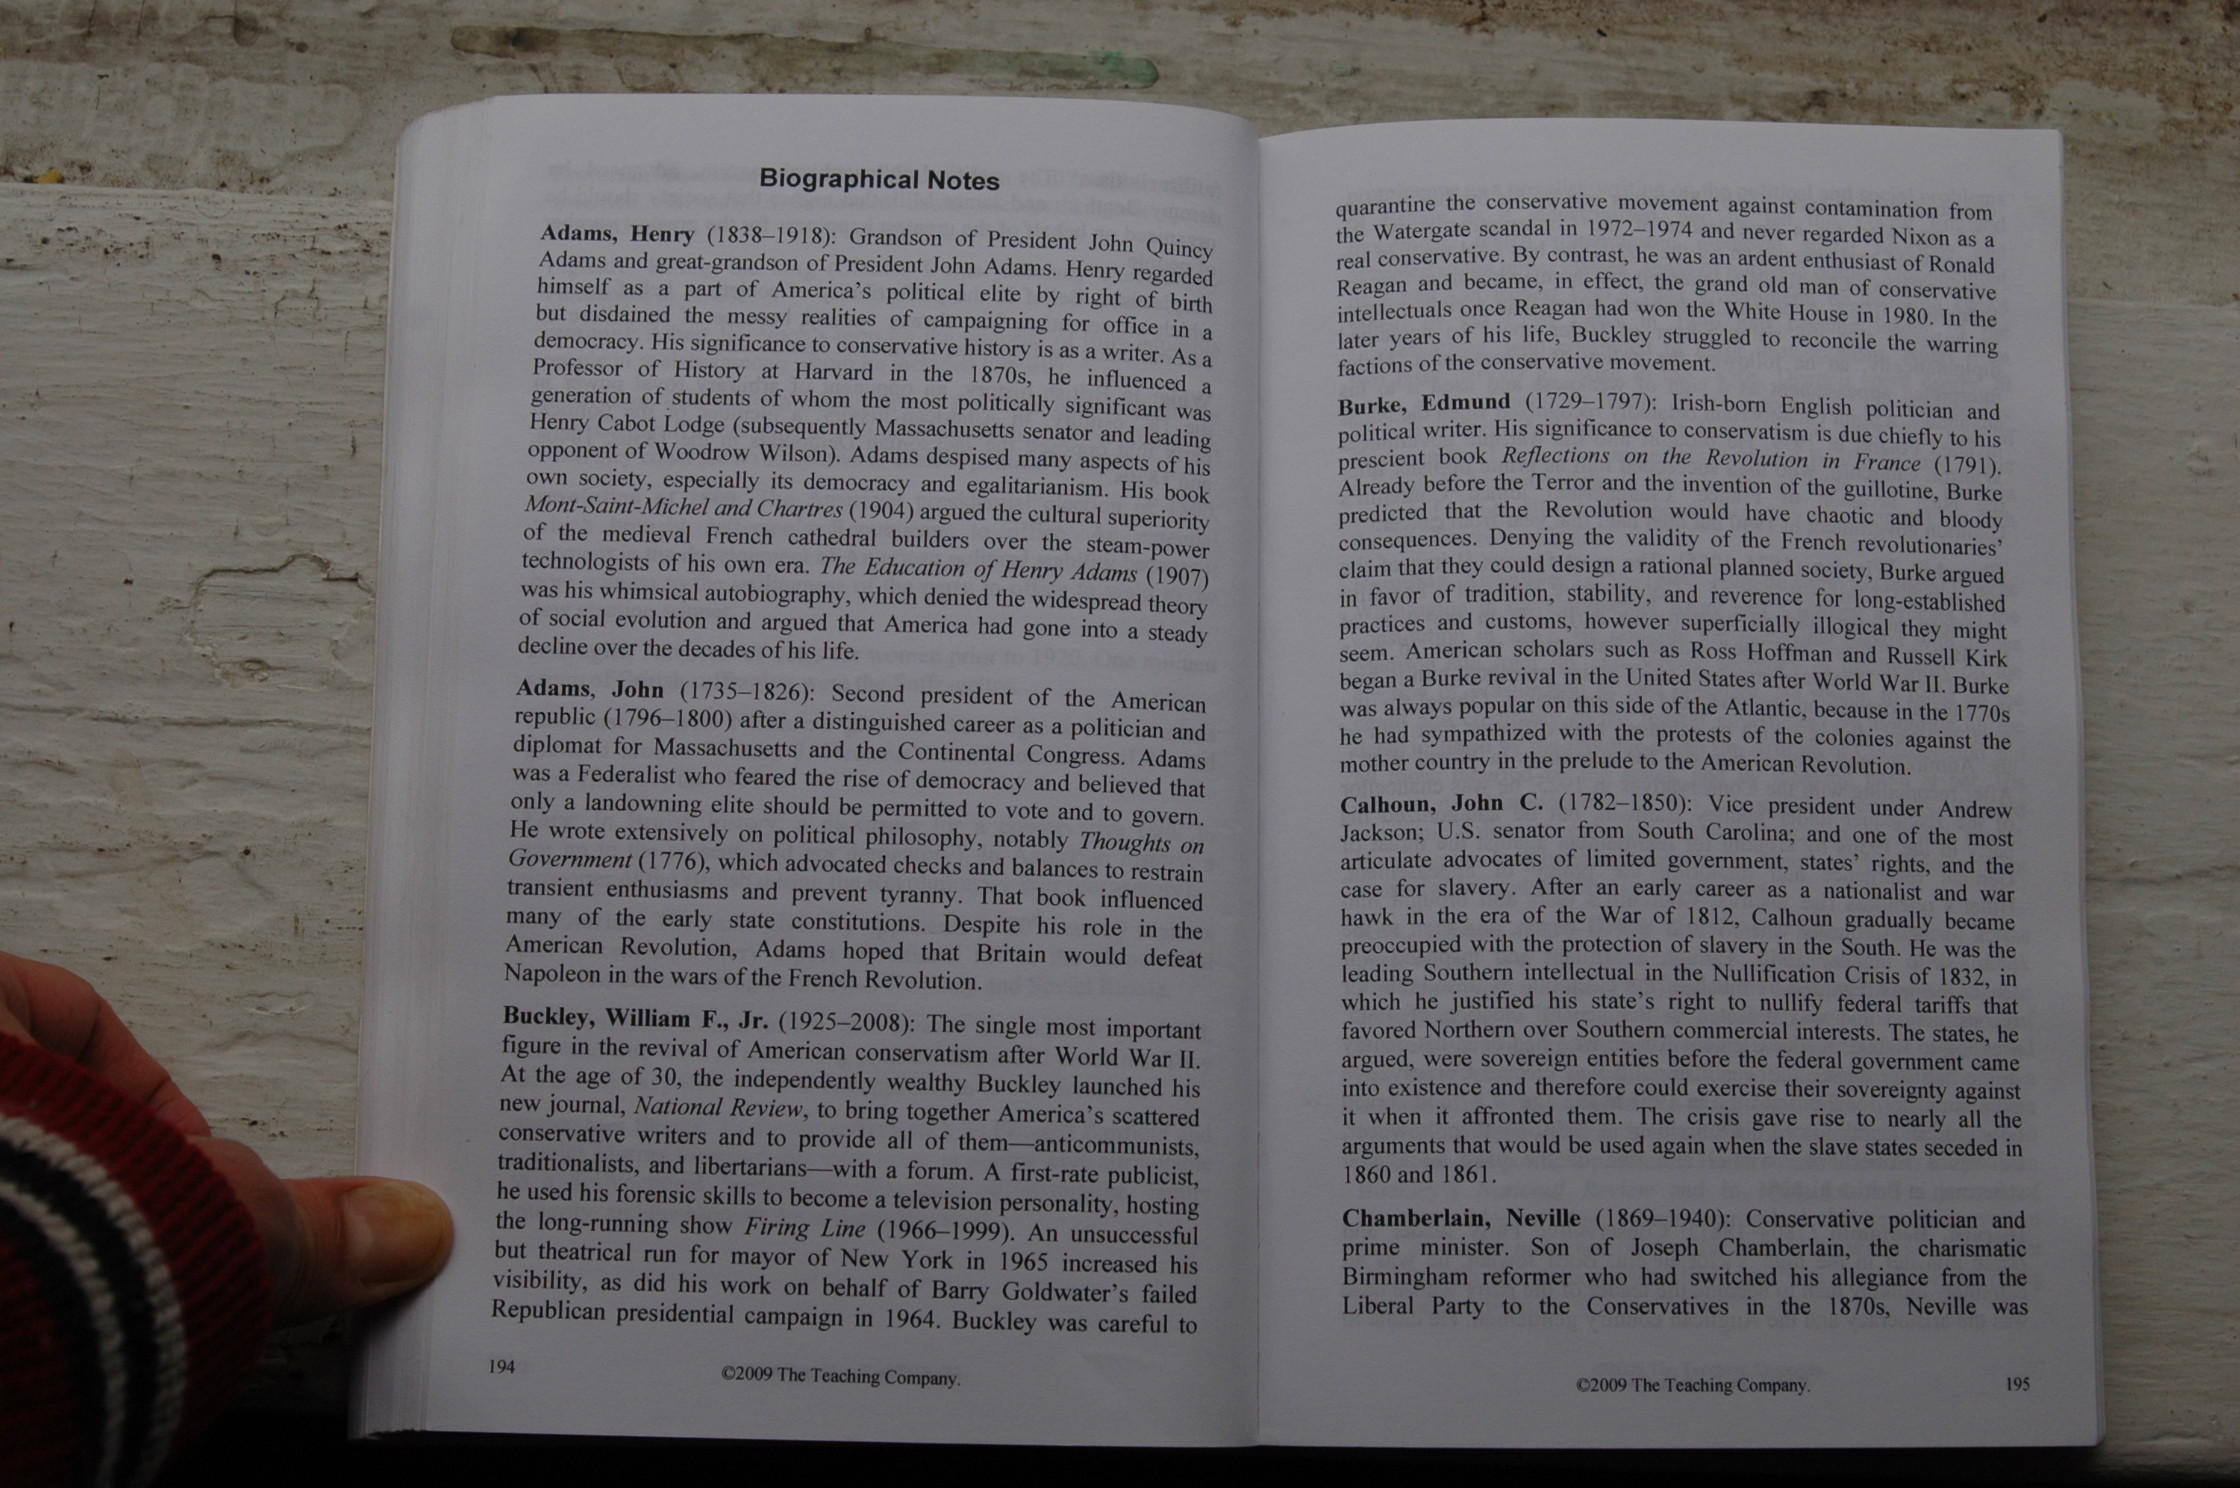 Biographical Notes
Adams, Henry (1838–1918): Grandson of President John Quincy
Adams and great-grandson of President John Adams. Henry regarded
himself as a part of America's political elite by right of birth
but disdained the messy realities of campaigning for office in a
democracy. His significance to conservative history is as a writer. As a
Professor of History at Harvard in the 1870s, he influenced a
generation of students of whom the most politically significant was
Henry Cabot Lodge (subsequently Massachusetts senator and leading
opponent of Woodrow Wilson). Adams despised many aspects of his
own society, especially its democracy and egalitarianism. His book
Mont-Saint-Michel and Chartres (1904) argued the cultural superiority
of the medieval French cathedral builders over the steam-power
technologists of his own era. The Education of Henry Adams (1907)
was his whimsical autobiography, which denied the widespread theory
of social evolution and argued that America had gone into a steady
decline over the decades of his life.
Adams, John (1735–1826): Second president of the American
republic (1796–1800) after a distinguished career as a politician and
diplomat for Massachusetts and the Continental Congress. Adams
was a Federalist who feared the rise of democracy and believed that
only a landowning elite should be permitted to vote and to govern.
He wrote extensively on political philosophy, notably Thoughts on
Government (1776), which advocated checks and balances to restrain
transient enthusiasms and prevent tyranny. That book influenced
many of the early state constitutions. Despite his role in the
American Revolution, Adams hoped that Britain would defeat
Napoleon in the wars of the French Revolution.
Buckley, William F., Jr. (1925–2008): The single most important
figure in the revival of American conservatism after World War II.
At the age of 30, the independently wealthy Buckley launched his
new journal, National Review, to bring together America's scattered
conservative writers and to provide all of them—anticommunists,
traditionalists, and libertarians—with a forum. A first-rate publicist,
he used his forensic skills to become a television personality, hosting
the long-running show Firing Line (1966–1999). An unsuccessful
but theatrical run for mayor of New York in 1965 increased his
visibility, as did his work on behalf of Barry Goldwater's failed
Republican presidential campaign in 1964. Buckley was careful to
194
©2009 The Teaching Company.
quarantine the conservative movement against contamination from
the Watergate scandal in 1972–1974 and never regarded Nixon as a
real conservative. By contrast, he was an ardent enthusiast of Ronald
Reagan and became, in effect, the grand old man of conservative
intellectuals once Reagan had won the White House in 1980. In the
later years of his life, Buckley struggled to reconcile the warring
factions of the conservative movement.
Burke, Edmund (1729–1797): Irish-born English politician and
political writer. His significance to conservatism is due chiefly to his
prescient book Reflections on the Revolution in France (1791).
Already before the Terror and the invention of the guillotine, Burke
predicted that the Revolution would have chaotic and bloody
consequences. Denying the validity of the French revolutionaries'
claim that they could design a rational planned society, Burke argued
in favor of tradition, stability, and reverence for long-established
practices and customs, however superficially illogical they might
seem. American scholars such as Ross Hoffman and Russell Kirk
began a Burke revival in the United States after World War II. Burke
was always popular on this side of the Atlantic, because in the 1770s
he had sympathized with the protests of the colonies against the
mother country in the prelude to the American Revolution.
Calhoun, John C. (1782–1850): Vice president under Andrew
Jackson; U.S. senator from South Carolina; and one of the most
articulate advocates of limited government, states' rights, and the
case for slavery. After an early career as a nationalist and war
hawk in the era of the War of 1812, Calhoun gradually became
preoccupied with the protection of slavery in the South. He was the
leading Southern intellectual in the Nullification Crisis of 1832, in
which he justified his state's right to nullify federal tariffs that
favored Northern over Southern commercial interests. The states, he
argued, were sovereign entities before the federal government came
into existence and therefore could exercise their sovereignty against
it when it affronted them. The crisis gave rise to nearly all the
arguments that would be used again when the slave states seceded in
1860 and 1861.
Chamberlain, Neville (1869–1940): Conservative politician and
prime minister. Son of Joseph Chamberlain, the charismatic
Birmingham reformer who had switched his allegiance from the
Liberal Party to the Conservatives in the 1870s, Neville was
©2009 The Teaching Company.
195